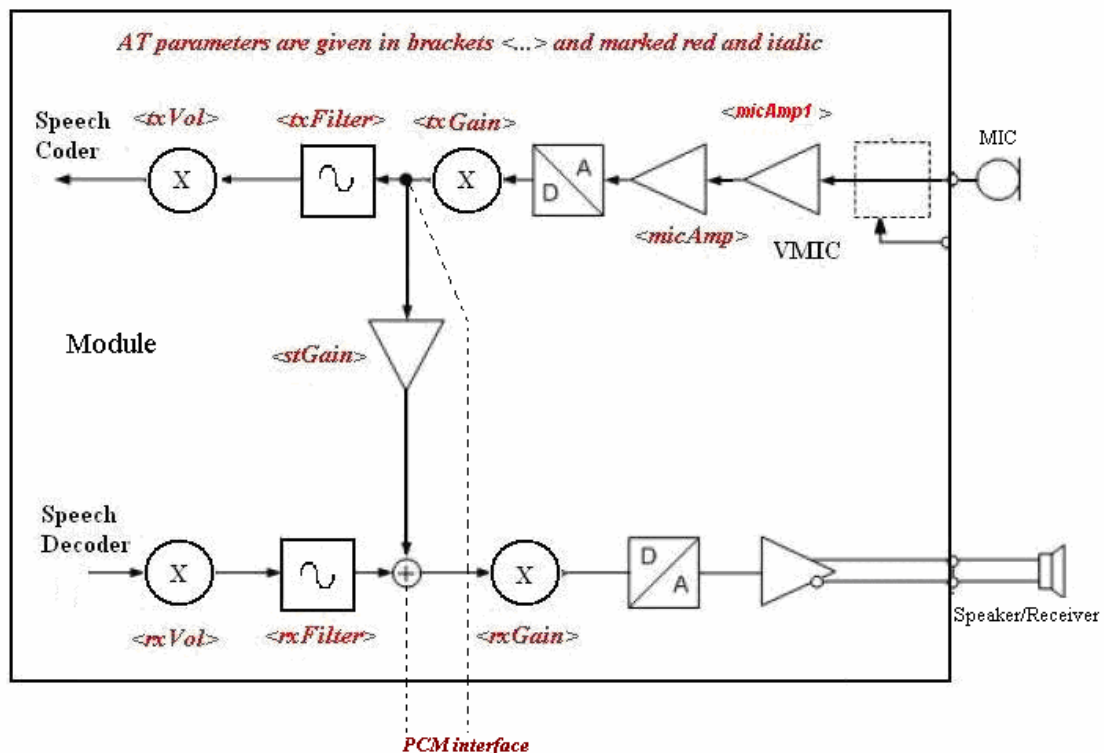 AT parameters are given in brackets <...> and marked red and italic
Speech
Coder
<txVol>
<txFilter>
<txGain>
<micAmp1 >
MIC
X
X
A
D
<micAmp>
VMIC
Module
<stGain>
Speech
Decoder
X
X
D
A
<rxVol>
<rxFilter>
<rxGain>
Speaker/Receiver
PCM interface